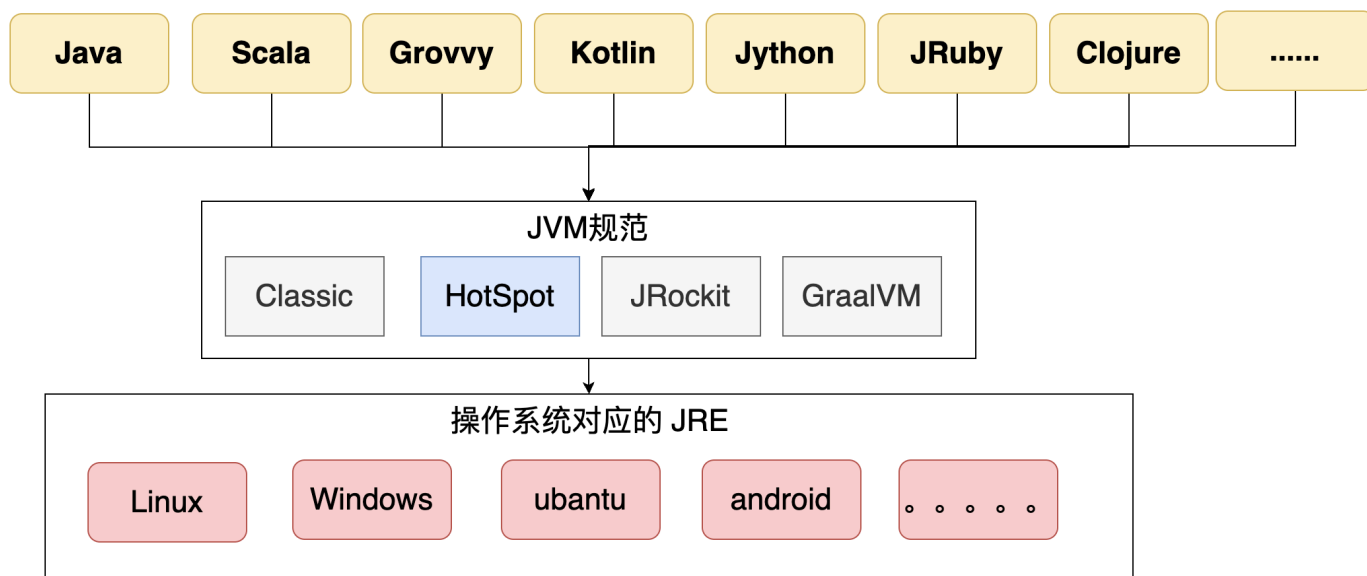 Java
Scala
Grovvy
Kotlin
Jython
JRuby
Clojure
......
JVM规范
Classic
HotSpot
JRockit
GraalVM
操作系统对应的 JRE
Linux
Windows
ubantu
android
。。。。。